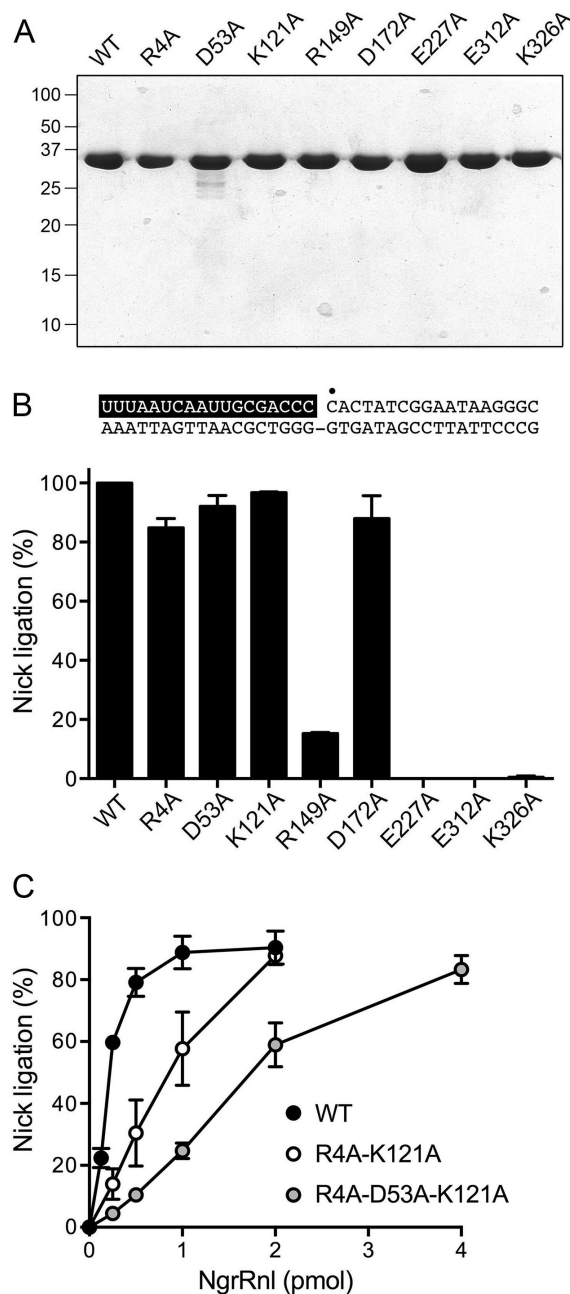 A
WT R4A D53A K121A R149A D172A E227A E312A K326A
100
50
37
25
20
15
10
B
UUUAAUCAAUUGCGACCC CACTATCGGAATAAGGGC
AAATTAGTTAACGCTGGG–GTGATAGCCTTATTCCCG
Nick ligation (%)
100
80
60
40
20
0
WT R4A D53A K121A R149A D172A E227A E312A K326A
C
Nick ligation (%)
100
80
60
40
20
0
WT
R4A-K121A
R4A-D53A-K121A
0 1 2 3 4
NgrRnl (pmol)